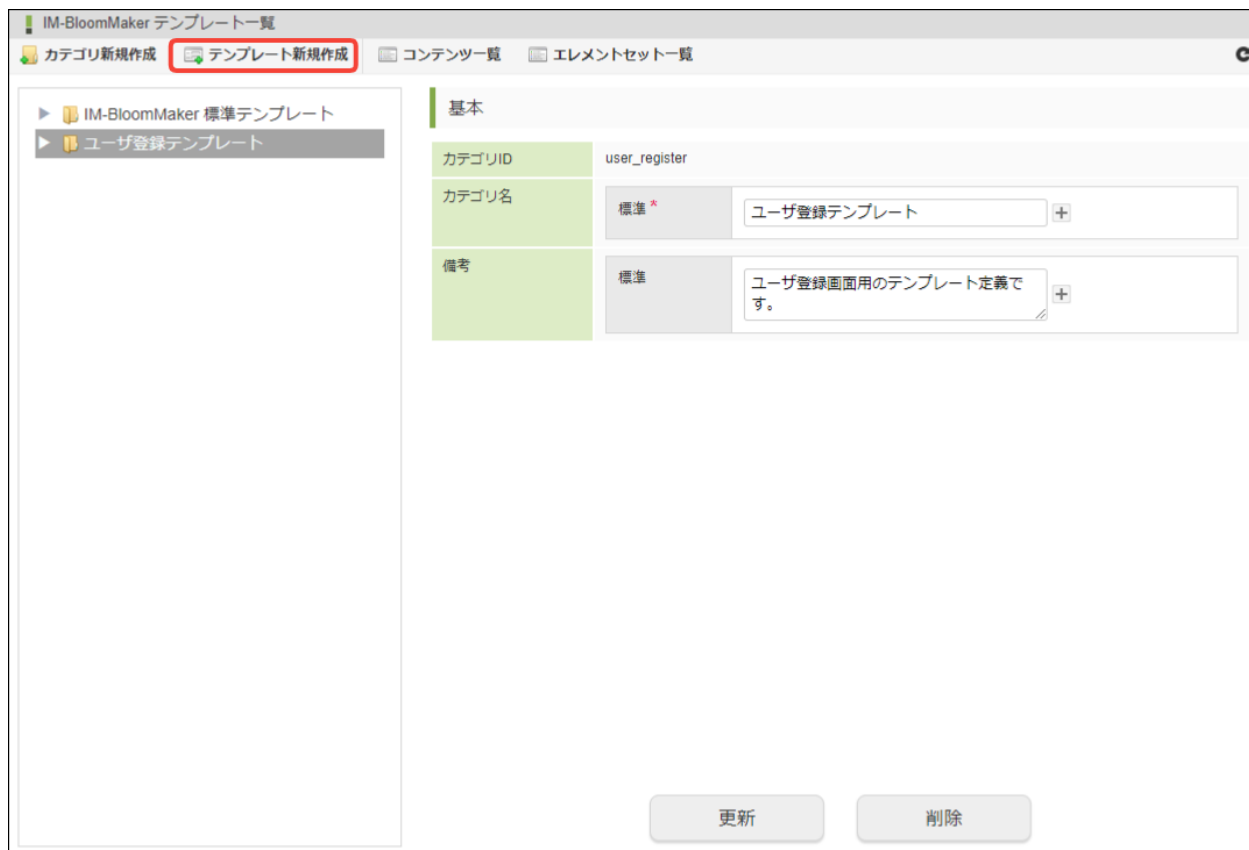 IM-BloomMaker テンプレート一覧
カテゴリ新規作成 テンプレート新規作成 コンテンツ一覧 エレメントセット一覧
IM-BloomMaker 標準テンプレート
ユーザ登録テンプレート
基本
カテゴリID user_register
カテゴリ名 標準* ユーザ登録テンプレート
備考 標準 ユーザ登録画面用のテンプレート定義で
す。
更新 削除